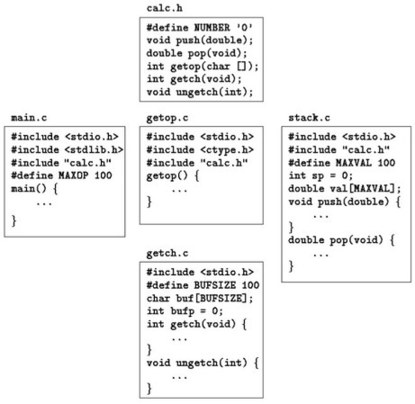 calc.h
#define NUMBER '0'
void push(double);
double pop(void);
int getop(char []);
int getch(void);
void ungetch(int);
main.c
#include <stdio.h>
#include <stdlib.h>
#include "calc.h"
#define MAXOP 100
main() {
...
}
getop.c
#include <stdio.h>
#include <ctype.h>
#include "calc.h"
getop() {
...
}
stack.c
#include <stdio.h>
#include "calc.h"
#define MAXVAL 100
int sp = 0;
double val[MAXVAL];
void push(double) {
...
}
double pop(void) {
...
}
getch.c
#include <stdio.h>
#define BUFSIZE 100
char buf[BUFSIZE];
int bufp = 0;
int getch(void) {
...
}
void ungetch(int) {
...
}